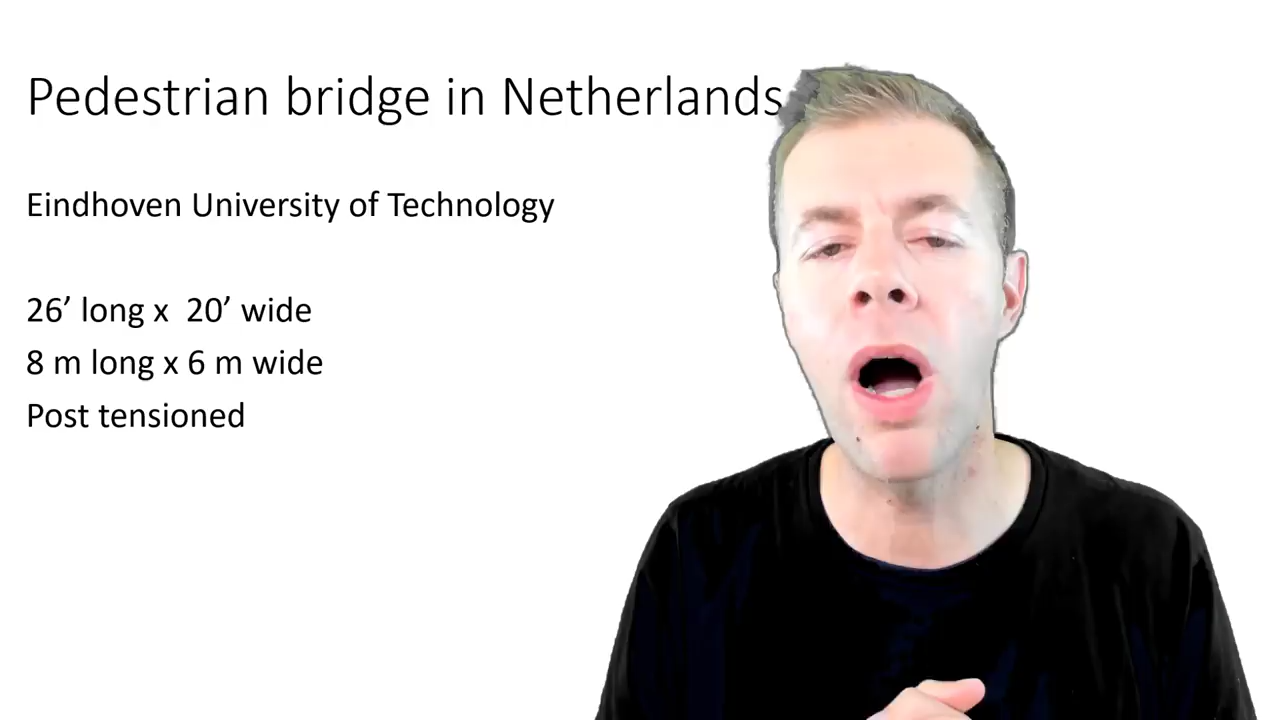 Pedestrian bridge in Netherlands
Eindhoven University of Technology
26’ long x  20’ wide
8 m long x 6 m wide
Post tensioned